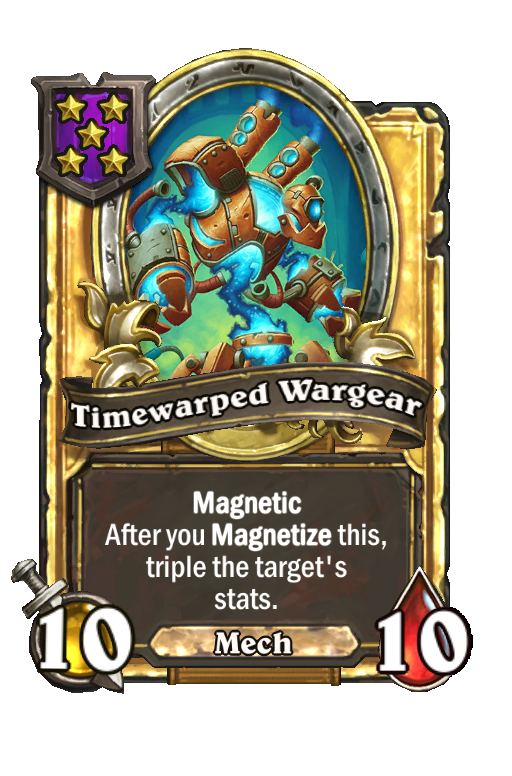 Timewarped Wargear
Magnetic
After you Magnetize this,
triple the target's
stats.
10
Mech
10